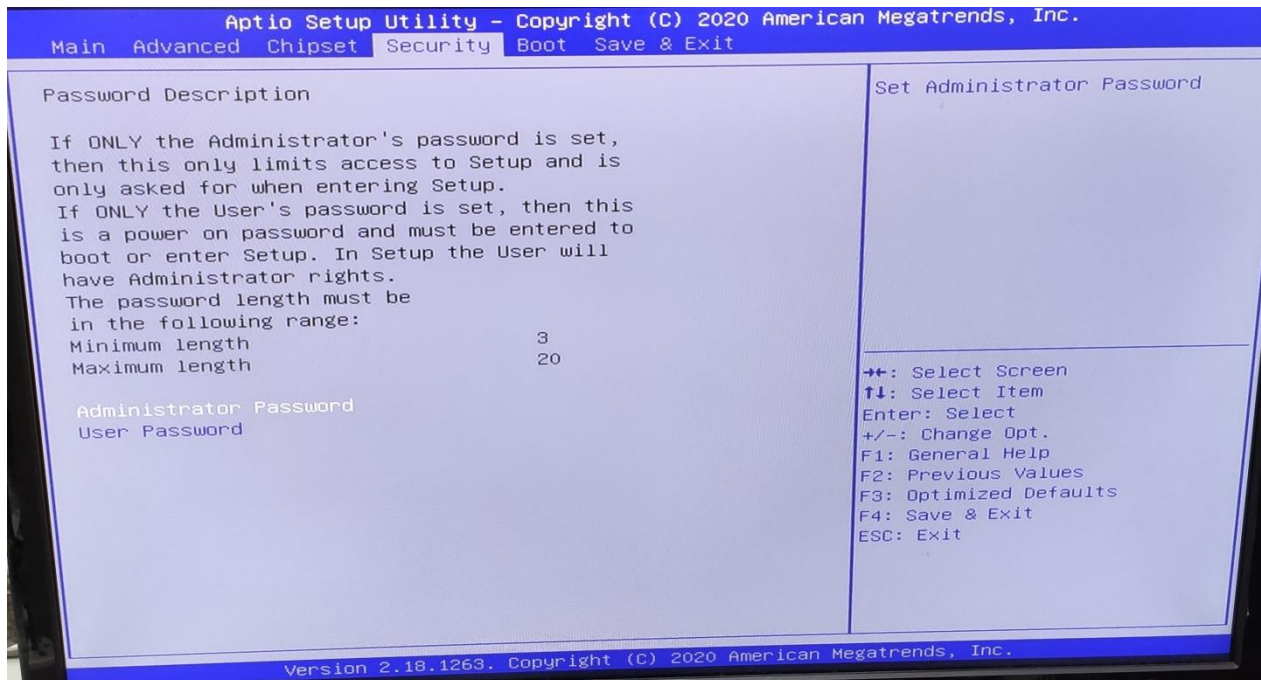 Aptio Setup Utility – Copyright (C) 2020 American Megatrends, Inc.
Main Advanced Chipset Security Boot Save & Exit
Password Description
If ONLY the Administrator's password is set,
then this only limits access to Setup and is
only asked for when entering Setup.
If ONLY the User's password is set, then this
is a power on password and must be entered to
boot or enter Setup. In Setup the User will
have Administrator rights.
The password length must be
in the following range:
Minimum length 3
Maximum length 20
Administrator Password
User Password
Set Administrator Password
→←: Select Screen
↑↓: Select Item
Enter: Select
+/-: Change Opt.
F1: General Help
F2: Previous Values
F3: Optimized Defaults
F4: Save & Exit
ESC: Exit
Version 2.18.1263. Copyright (C) 2020 American Megatrends, Inc.